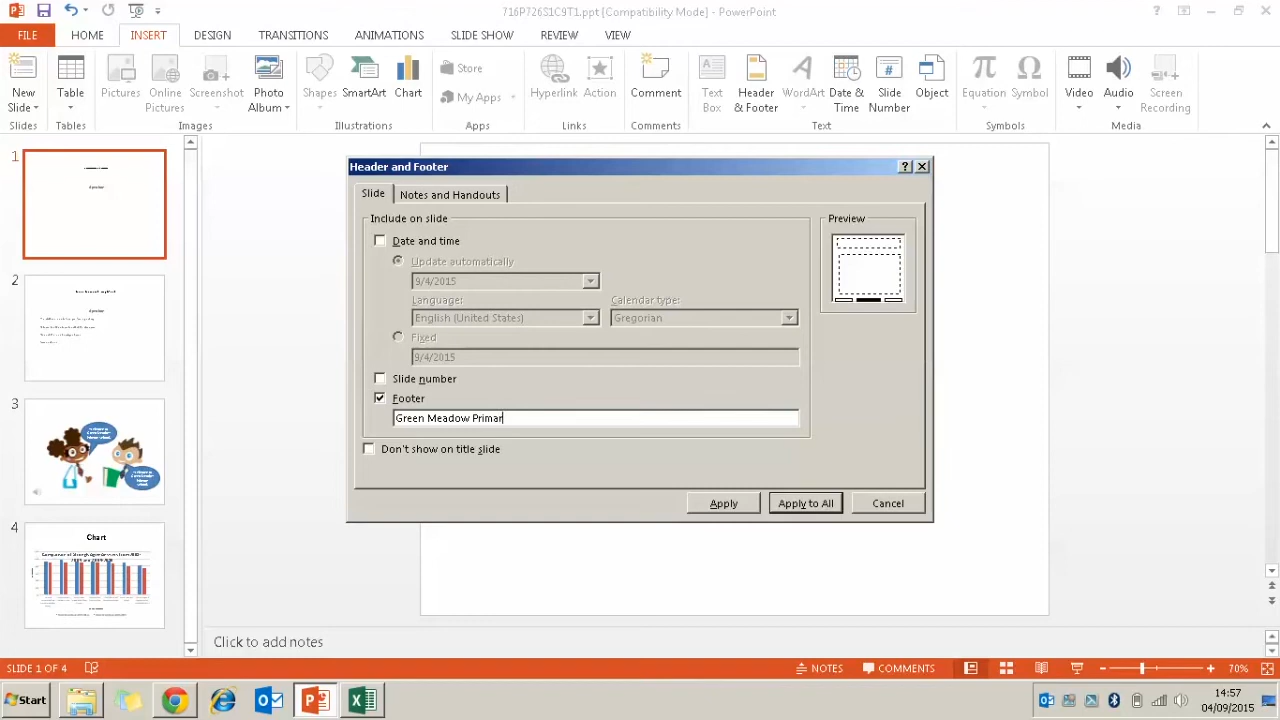 716P726S1C9T1.ppt [Compatibility Mode] - PowerPoint
FILE HOME INSERT DESIGN TRANSITIONS ANIMATIONS SLIDE SHOW REVIEW VIEW
New Slide
Table
Pictures
Online Pictures
Screenshot
Photo Album
Shapes
SmartArt
Chart
Store
My Apps
Hyperlink
Action
Comment
Text Box
Header & Footer
WordArt
Date & Time
Slide Number
Object
Equation
Symbol
Video
Audio
Screen Recording
Slides Tables Images Illustrations Apps Links Comments Text Symbols Media
1
2
3
4
Chart
Header and Footer
Slide Notes and Handouts
Include on slide
Preview
Date and time
Update automatically
9/4/2015
Language: Calendar type:
English (United States) Gregorian
Fixed
9/4/2015
Slide number
Footer
Green Meadow Primar
Don't show on title slide
Apply Apply to All Cancel
Click to add notes
SLIDE 1 OF 4 NOTES COMMENTS 70%
Start
14:57
04/09/2015